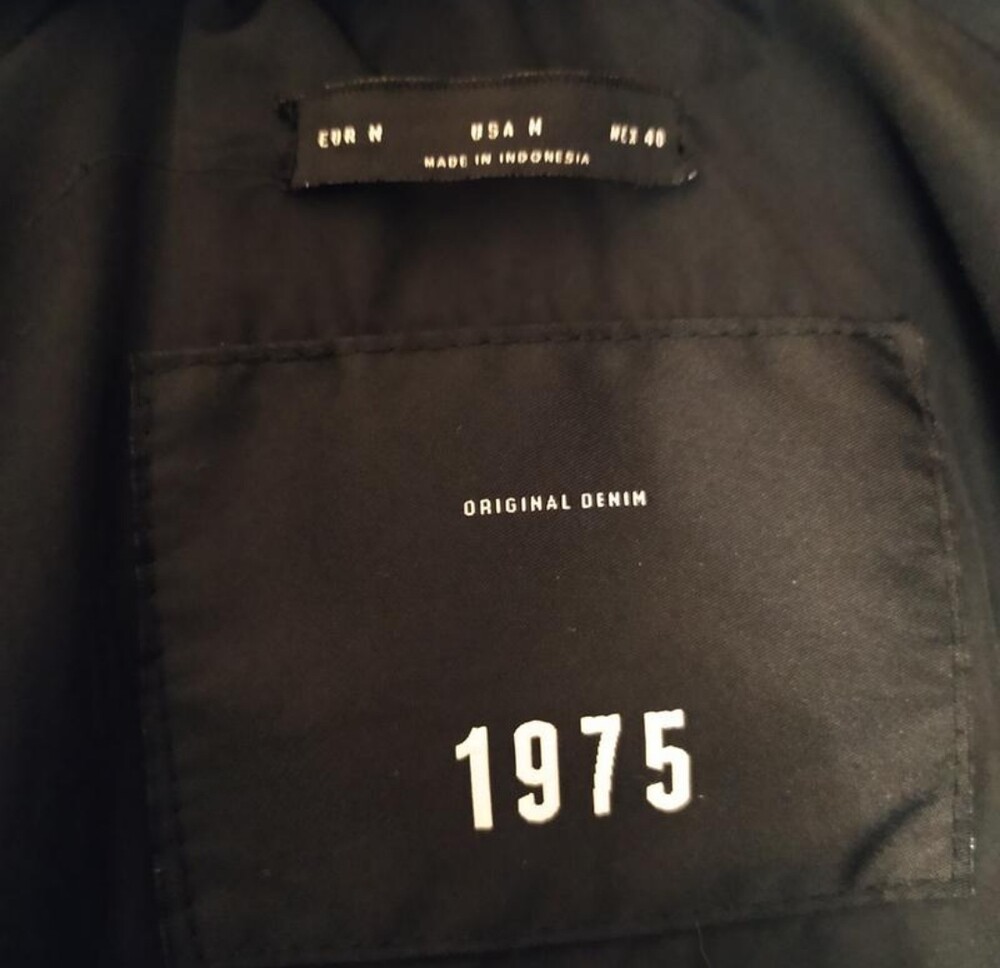 EUR M USA M MEX 40
MADE IN INDONESIA
ORIGINAL DENIM
1975